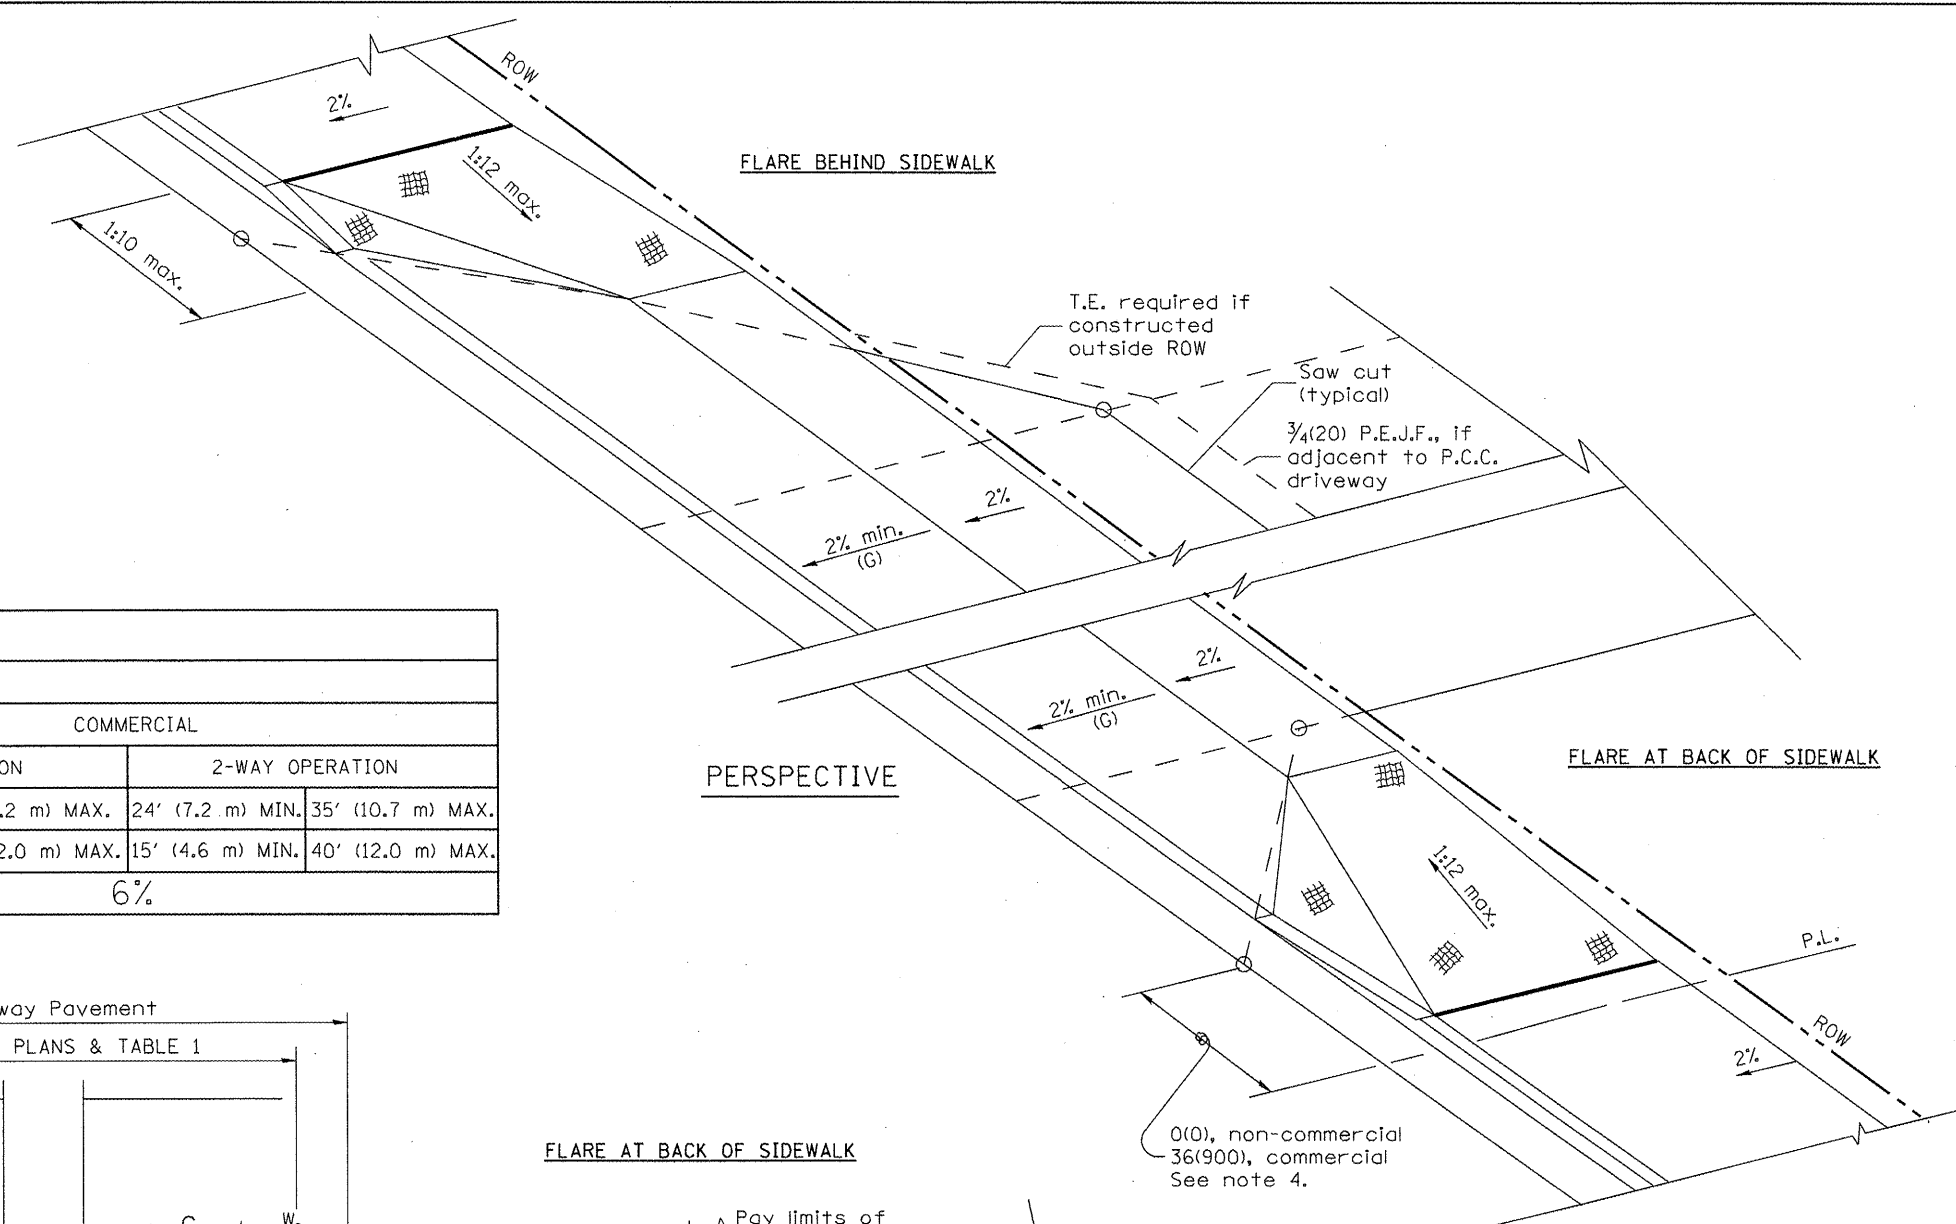 ROW
2%
FLARE BEHIND SIDEWALK
1:12 max.
1:10 max.
T.E. required if
constructed
outside ROW
Saw cut
(typical)
3/4(20) P.E.J.F., if
adjacent to P.C.C.
driveway
2%
2% min.
(G)
2%
2% min.
(G)
COMMERCIAL
ON
2-WAY OPERATION
.2 m) MAX.
24' (7.2 m) MIN.
35' (10.7 m) MAX.
2.0 m) MAX.
15' (4.6 m) MIN.
40' (12.0 m) MAX.
6%
PERSPECTIVE
FLARE AT BACK OF SIDEWALK
1:12 max.
P.L.
ROW
2%
way Pavement
PLANS & TABLE 1
FLARE AT BACK OF SIDEWALK
0(0), non-commercial
36(900), commercial
See note 4.
Pay limits of